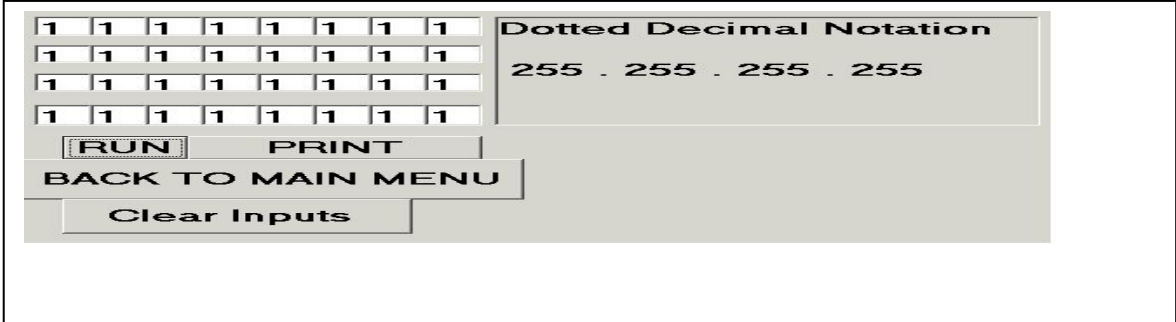 1 1 1 1 1 1 1 1
1 1 1 1 1 1 1 1
1 1 1 1 1 1 1 1
1 1 1 1 1 1 1 1
Dotted Decimal Notation
255 . 255 . 255 . 255
RUN PRINT
BACK TO MAIN MENU
Clear Inputs